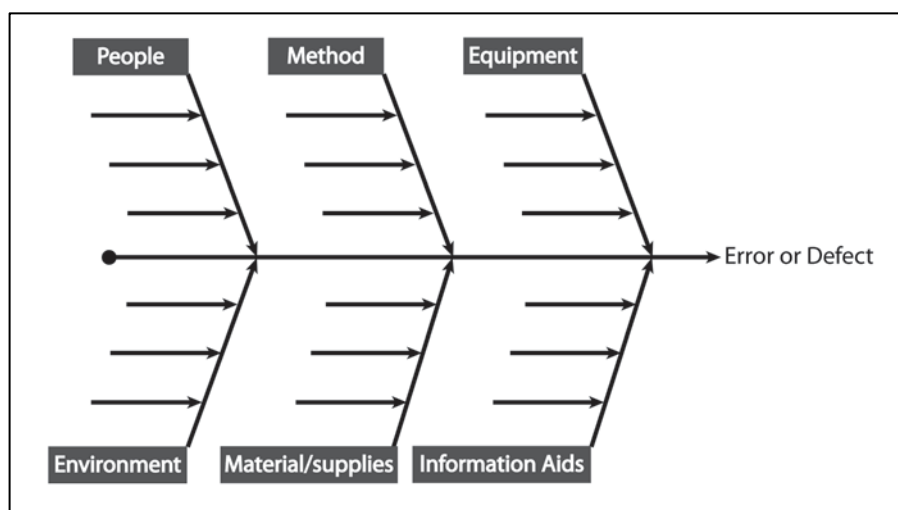 People
Method
Equipment
Error or Defect
Environment
Material/supplies
Information Aids